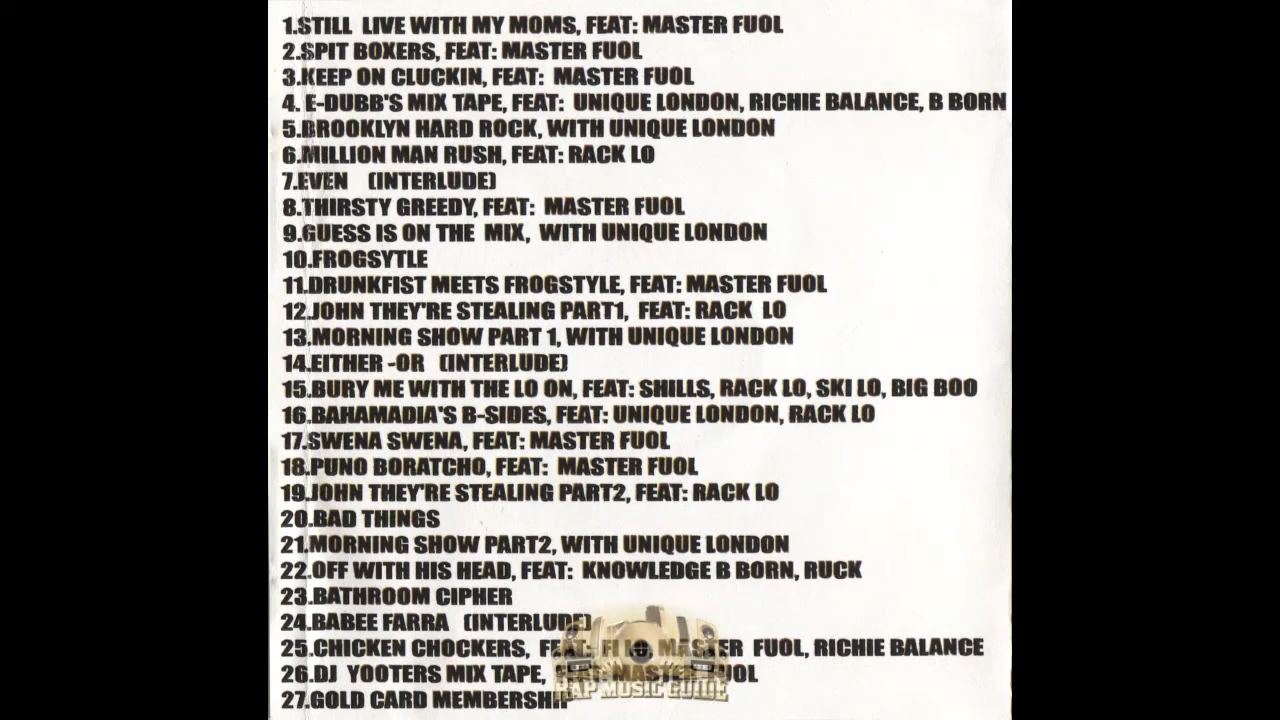 1.STILL LIVE WITH MY MOMS, FEAT: MASTER FUOL
2.SPIT BOXERS, FEAT: MASTER FUOL
3.KEEP ON CLUCKIN, FEAT: MASTER FUOL
4. E-DUBB'S MIX TAPE, FEAT: UNIQUE LONDON, RICHIE BALANCE, B BORN
5.BROOKLYN HARD ROCK, WITH UNIQUE LONDON
6.MILLION MAN RUSH, FEAT: RACK LO
7.EVEN (INTERLUDE)
8.THIRSTY GREEDY, FEAT: MASTER FUOL
9.GUESS IS ON THE MIX, WITH UNIQUE LONDON
10.FROGSYTLE
11.DRUNKFIST MEETS FROGSTYLE, FEAT: MASTER FUOL
12.JOHN THEY'RE STEALING PART1, FEAT: RACK LO
13.MORNING SHOW PART 1, WITH UNIQUE LONDON
14.EITHER -OR (INTERLUDE)
15.BURY ME WITH THE LO ON, FEAT: SHILLS, RACK LO, SKI LO, BIG BOO
16.BAHAMADIA'S B-SIDES, FEAT: UNIQUE LONDON, RACK LO
17.SWENA SWENA, FEAT: MASTER FUOL
18.PUNO BORATCHO, FEAT: MASTER FUOL
19.JOHN THEY'RE STEALING PART2, FEAT: RACK LO
20.BAD THINGS
21.MORNING SHOW PART2, WITH UNIQUE LONDON
22.OFF WITH HIS HEAD, FEAT: KNOWLEDGE B BORN, RUCK
23.BATHROOM CIPHER
24.BABEE FARRA (INTERLUDE)
25.CHICKEN CHOCKERS, FEAT: FI LO, MASTER FUOL, RICHIE BALANCE
26.DJ YOOTERS MIX TAPE, FEAT: MASTER FUOL
27.GOLD CARD MEMBERSHIP
RAP MUSIC GUIDE